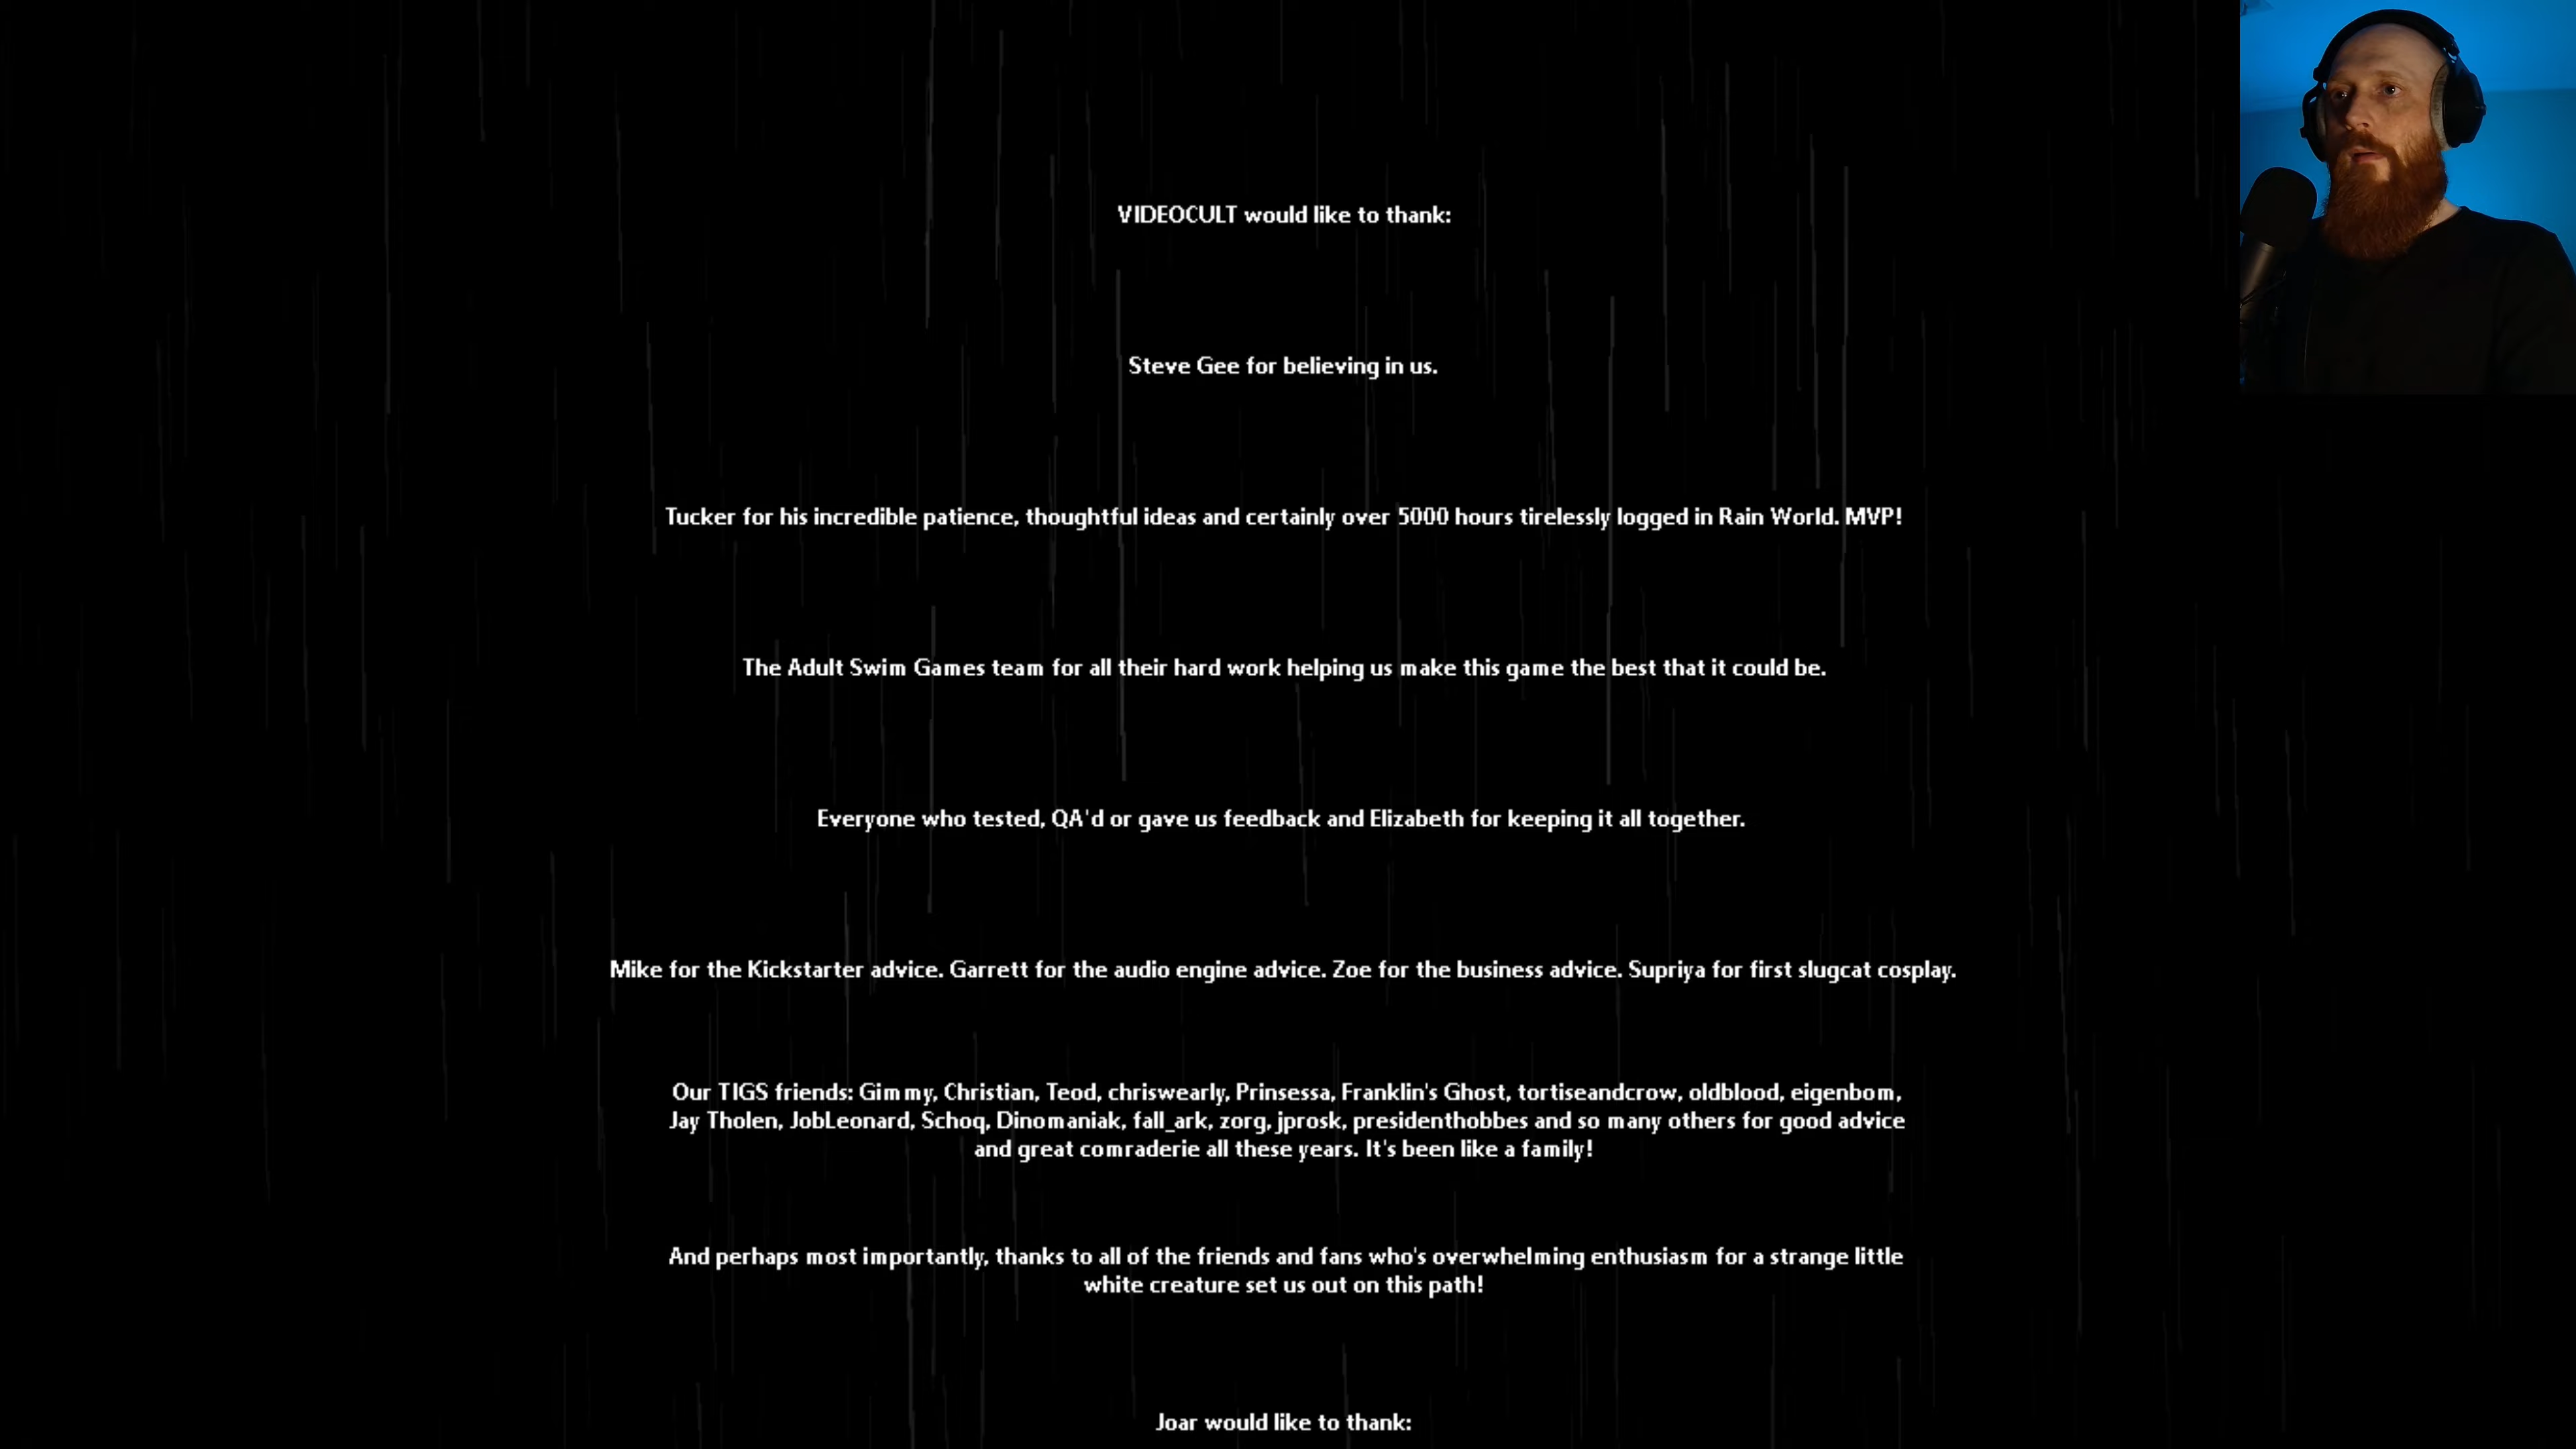 VIDEOCULT would like to thank:
Steve Gee for believing in us.
Tucker for his incredible patience, thoughtful ideas and certainly over 5000 hours tirelessly logged in Rain World. MVP!
The Adult Swim Games team for all their hard work helping us make this game the best that it could be.
Everyone who tested, QA'd or gave us feedback and Elizabeth for keeping it all together.
Mike for the Kickstarter advice. Garrett for the audio engine advice. Zoe for the business advice. Supriya for first slugcat cosplay.
Our TIGS friends: Gimmy, Christian, Teod, chriswearly, Prinsessa, Franklin's Ghost, tortiseandcrow, oldblood, eigenbom,
Jay Tholen, JobLeonard, Schoq, Dinomaniak, fall_ark, zorg, jprosk, presidenthobbes and so many others for good advice
and great comraderie all these years. It's been like a family!
And perhaps most importantly, thanks to all of the friends and fans who's overwhelming enthusiasm for a strange little
white creature set us out on this path!
Joar would like to thank: